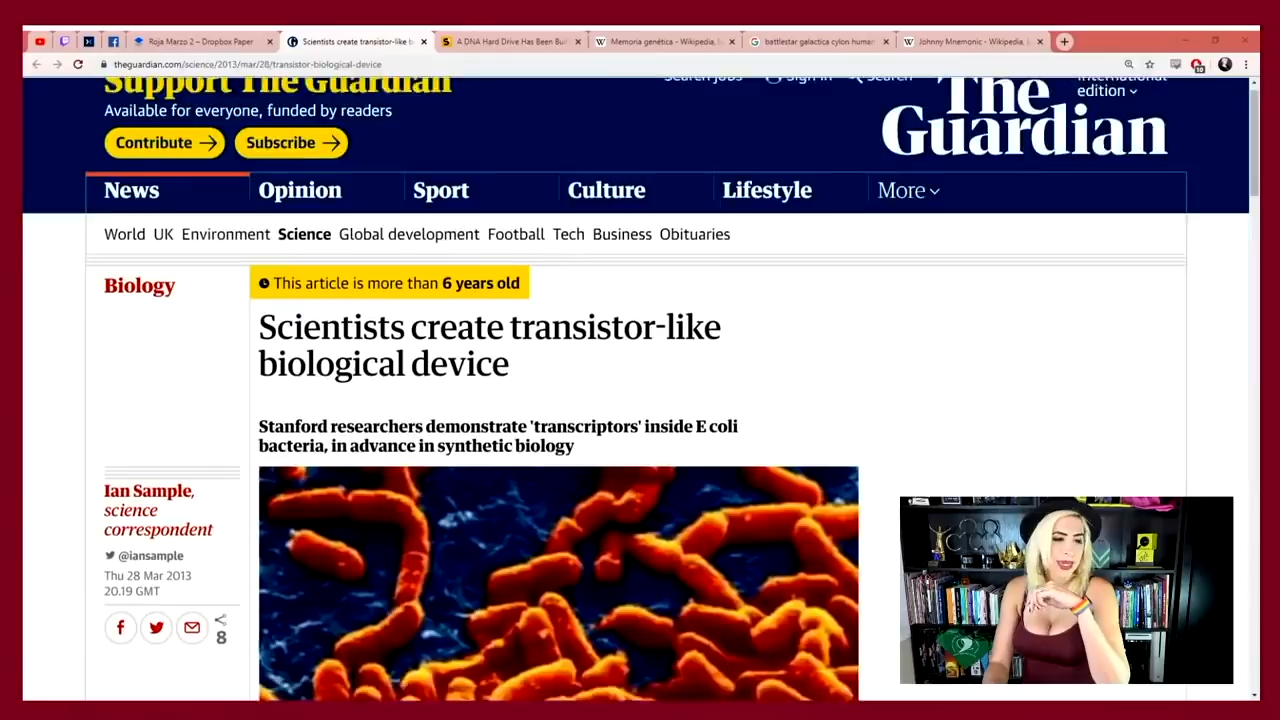 Roja Marzo 2 – Dropbox Paper
Scientists create transistor-like b
A DNA Hard Drive Has Been Bui
Memoria genética - Wikipedia, l
battlestar galactica cylon human
Johnny Mnemonic - Wikipedia, l
theguardian.com/science/2013/mar/28/transistor-biological-device
Support The Guardian
Search jobs
Sign in
Search
International
edition
Available for everyone, funded by readers
The
Guardian
Contribute
Subscribe
News
Opinion
Sport
Culture
Lifestyle
More
World UK Environment Science Global development Football Tech Business Obituaries
Biology
This article is more than 6 years old
Scientists create transistor-like
biological device
Stanford researchers demonstrate 'transcriptors' inside E coli
bacteria, in advance in synthetic biology
Ian Sample,
science
correspondent
@iansample
Thu 28 Mar 2013
20.19 GMT
8